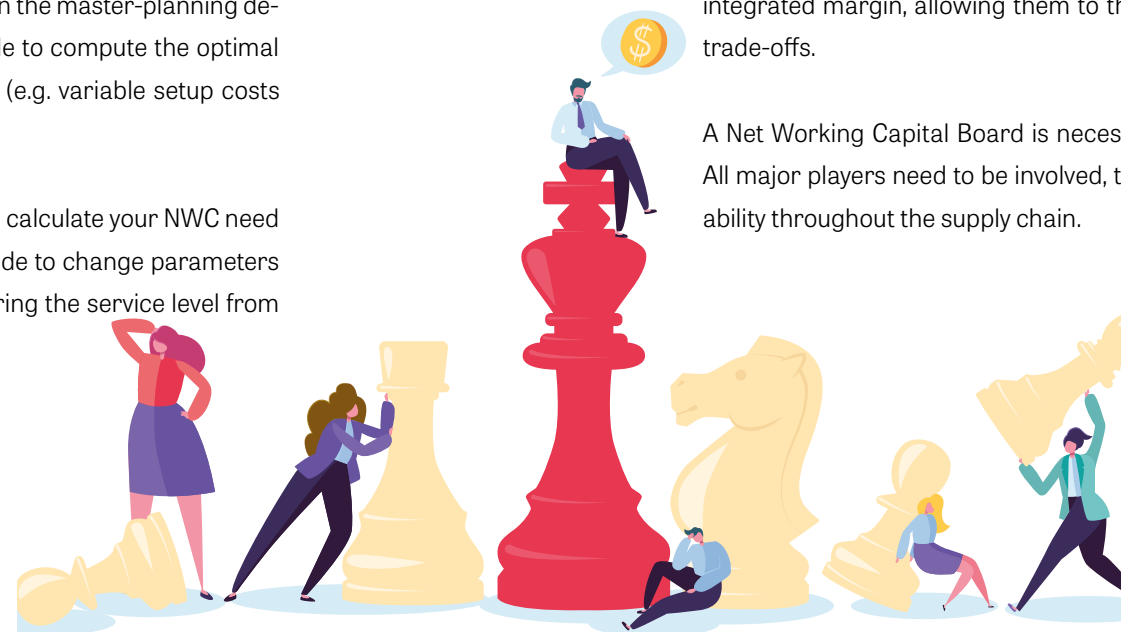 n the master-planning de-
le to compute the optimal
(e.g. variable setup costs
calculate your NWC need
de to change parameters
ring the service level from
$
integrated margin, allowing them to th
trade-offs.
A Net Working Capital Board is neces
All major players need to be involved, t
ability throughout the supply chain.